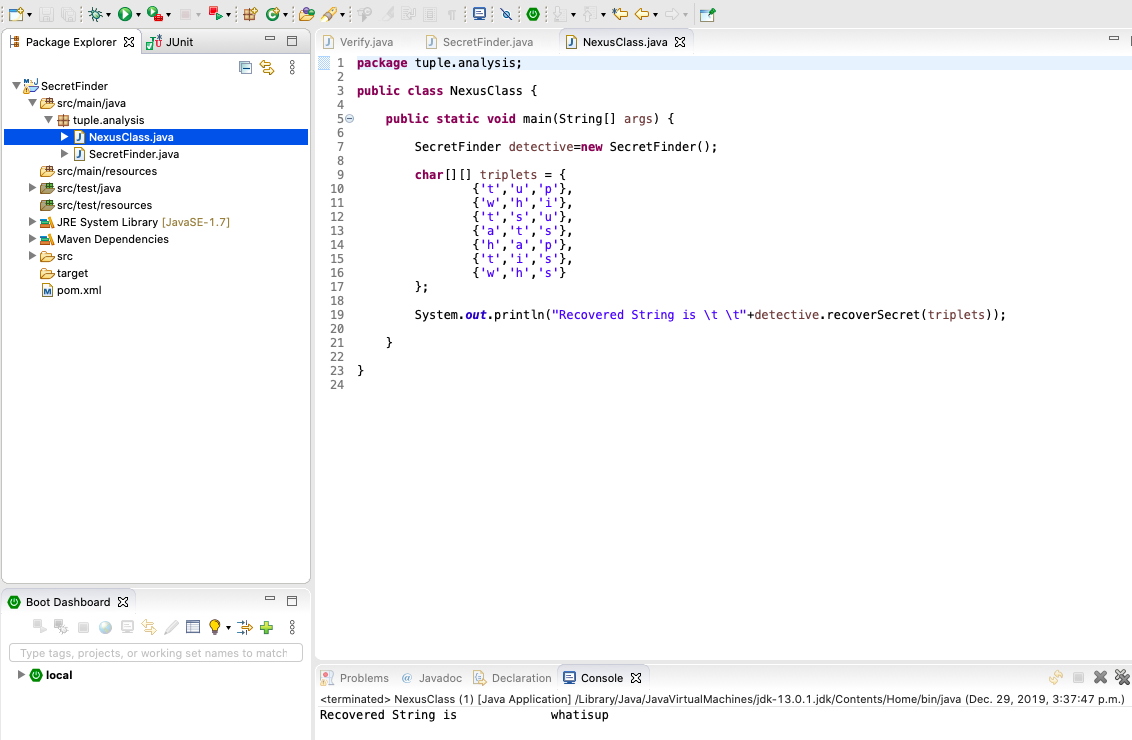 Package Explorer
JUnit
SecretFinder
src/main/java
tuple.analysis
NexusClass.java
SecretFinder.java
src/main/resources
src/test/java
src/test/resources
JRE System Library [JavaSE-1.7]
Maven Dependencies
src
target
pom.xml
Boot Dashboard
Type tags, projects, or working set names to match
local
Verify.java
SecretFinder.java
NexusClass.java
1 package tuple.analysis;
2
3 public class NexusClass {
4
5 public static void main(String[] args) {
6
7 SecretFinder detective=new SecretFinder();
8
9 char[][] triplets = {
10 {'t','u','p'},
11 {'w','h','i'},
12 {'t','s','u'},
13 {'a','t','s'},
14 {'h','a','p'},
15 {'t','i','s'},
16 {'w','h','s'}
17 };
18
19 System.out.println("Recovered String is \t \t"+detective.recoverSecret(triplets));
20
21 }
22
23 }
24
Problems @ Javadoc Declaration Console
<terminated> NexusClass (1) [Java Application] /Library/Java/JavaVirtualMachines/jdk-13.0.1.jdk/Contents/Home/bin/java (Dec. 29, 2019, 3:37:47 p.m.)
Recovered String is whatisup